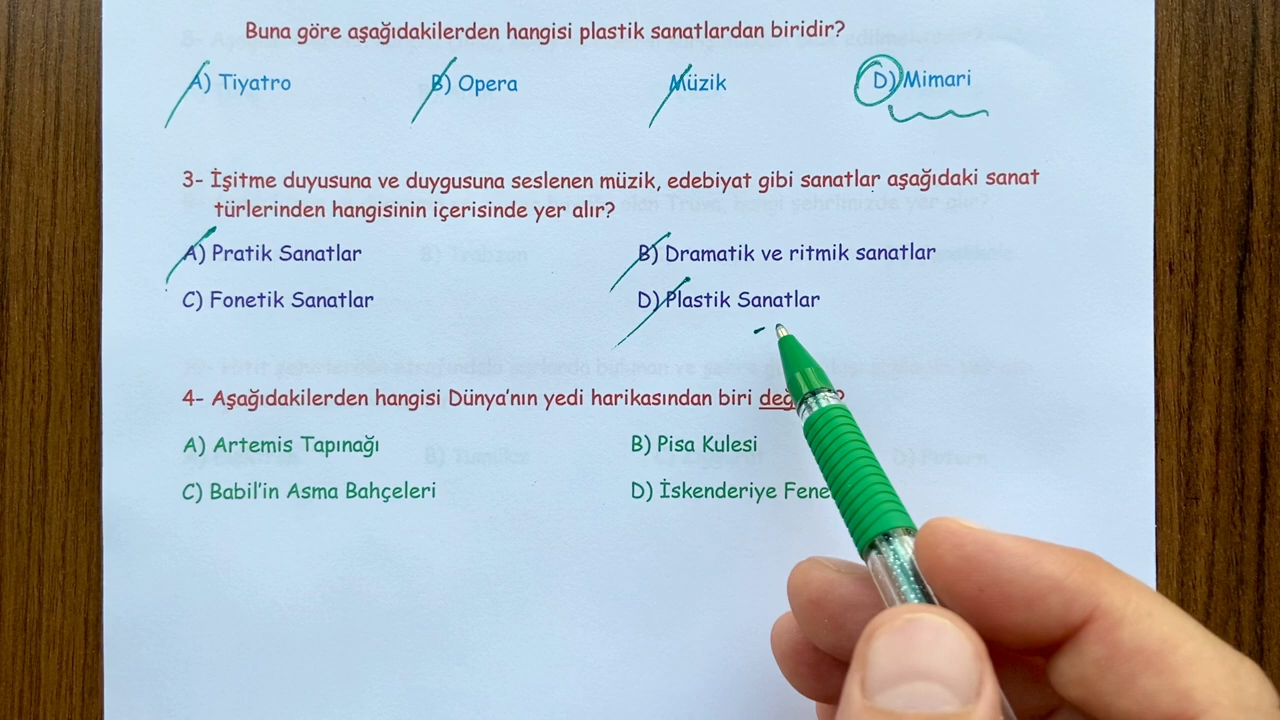 Buna göre aşağıdakilerden hangisi plastik sanatlardan biridir?
A) Tiyatro B) Opera Müzik D) Mimari
3- İşitme duyusuna ve duygusuna seslenen müzik, edebiyat gibi sanatlar aşağıdaki sanat
türlerinden hangisinin içerisinde yer alır?
A) Pratik Sanatlar B) Dramatik ve ritmik sanatlar
C) Fonetik Sanatlar D) Plastik Sanatlar
4- Aşağıdakilerden hangisi Dünya'nın yedi harikasından biri değ
A) Artemis Tapınağı B) Pisa Kulesi
C) Babil'in Asma Bahçeleri D) İskenderiye Fene